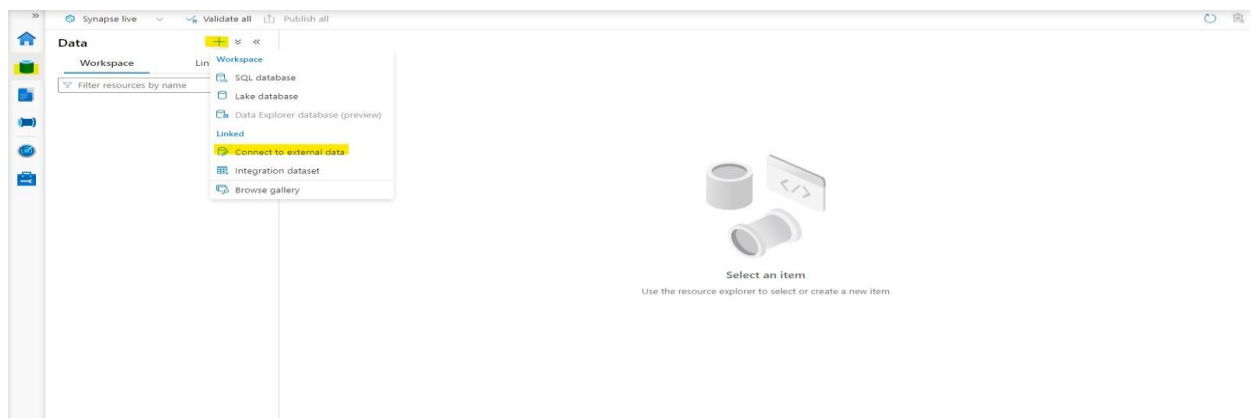 » Synapse live Validate all Publish all
Data
Workspace Lin
Filter resources by name
Workspace
SQL database
Lake database
Data Explorer database (preview)
Linked
Connect to external data
Integration dataset
Browse gallery
</>
Select an item
Use the resource explorer to select or create a new item